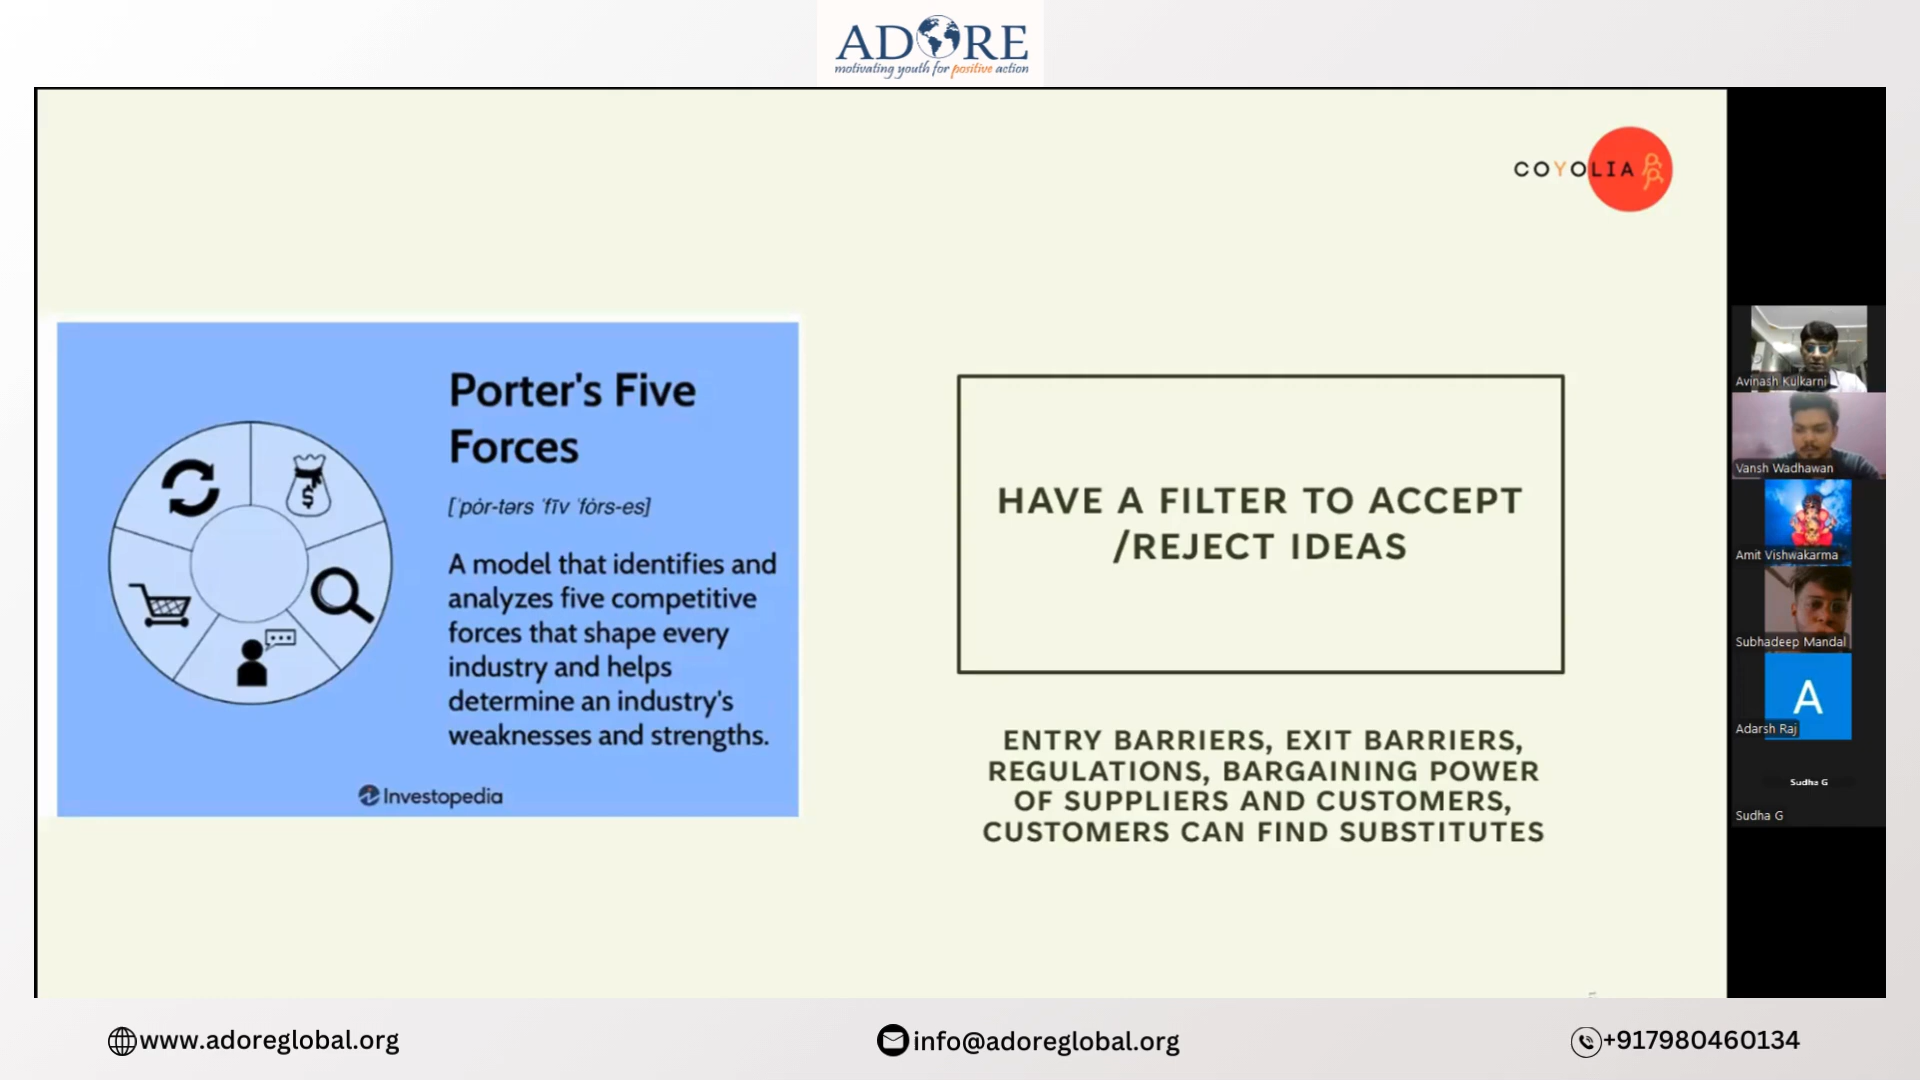 ADORE
motivating youth for positive action
COYOLIA
Porter's Five
Forces
[ˈpȯr-tərs ˈfīv ˈfȯrs-es]
A model that identifies and
analyzes five competitive
forces that shape every
industry and helps
determine an industry's
weaknesses and strengths.
Investopedia
HAVE A FILTER TO ACCEPT
/REJECT IDEAS
ENTRY BARRIERS, EXIT BARRIERS,
REGULATIONS, BARGAINING POWER
OF SUPPLIERS AND CUSTOMERS,
CUSTOMERS CAN FIND SUBSTITUTES
Avinash Kulkarni
Vansh Wadhawan
Amit Vishwakarma
Subhadeep Mandal
A
Adarsh Raj
Sudha G
Sudha G
www.adoreglobal.org
info@adoreglobal.org
+917980460134